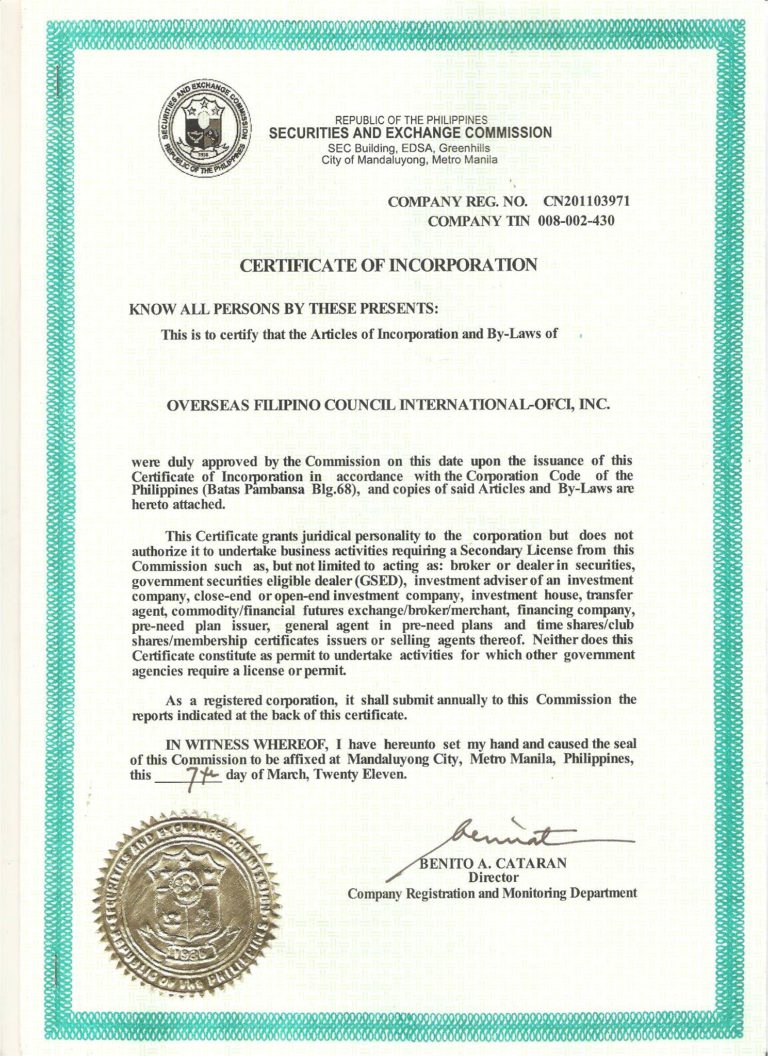 SECURITIES AND EXCHANGE COMMISSION
1936
REPUBLIC OF THE PHILIPPINES
REPUBLIC OF THE PHILIPPINES
SECURITIES AND EXCHANGE COMMISSION
SEC Building, EDSA, Greenhills
City of Mandaluyong, Metro Manila
COMPANY REG. NO. CN201103971
COMPANY TIN 008-002-430
CERTIFICATE OF INCORPORATION
KNOW ALL PERSONS BY THESE PRESENTS:
This is to certify that the Articles of Incorporation and By-Laws of
OVERSEAS FILIPINO COUNCIL INTERNATIONAL-OFCI, INC.
were duly approved by the Commission on this date upon the issuance of this
Certificate of Incorporation in accordance with the Corporation Code of the
Philippines (Batas Pambansa Blg.68), and copies of said Articles and By-Laws are
hereto attached.
This Certificate grants juridical personality to the corporation but does not
authorize it to undertake business activities requiring a Secondary License from this
Commission such as, but not limited to acting as: broker or dealer in securities,
government securities eligible dealer (GSED), investment adviser of an investment
company, close-end or open-end investment company, investment house, transfer
agent, commodity/financial futures exchange/broker/merchant, financing company,
pre-need plan issuer, general agent in pre-need plans and time shares/club
shares/membership certificates issuers or selling agents thereof. Neither does this
Certificate constitute as permit to undertake activities for which other government
agencies require a license or permit.
As a registered corporation, it shall submit annually to this Commission the
reports indicated at the back of this certificate.
IN WITNESS WHEREOF, I have hereunto set my hand and caused the seal
of this Commission to be affixed at Mandaluyong City, Metro Manila, Philippines,
this 7th day of March, Twenty Eleven.
BENITO A. CATARAN
Director
Company Registration and Monitoring Department
SECURITIES AND EXCHANGE COMMISSION
1936
REPUBLIC OF THE PHILIPPINES